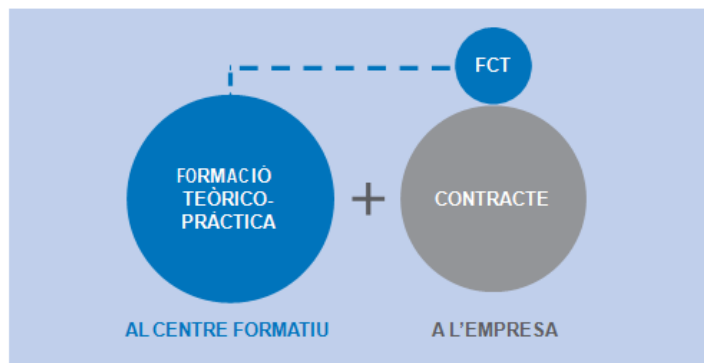 FCT
FORMACIÓ
TEÒRICO-
PRÀCTICA
+
CONTRACTE
AL CENTRE FORMATIU
A L'EMPRESA